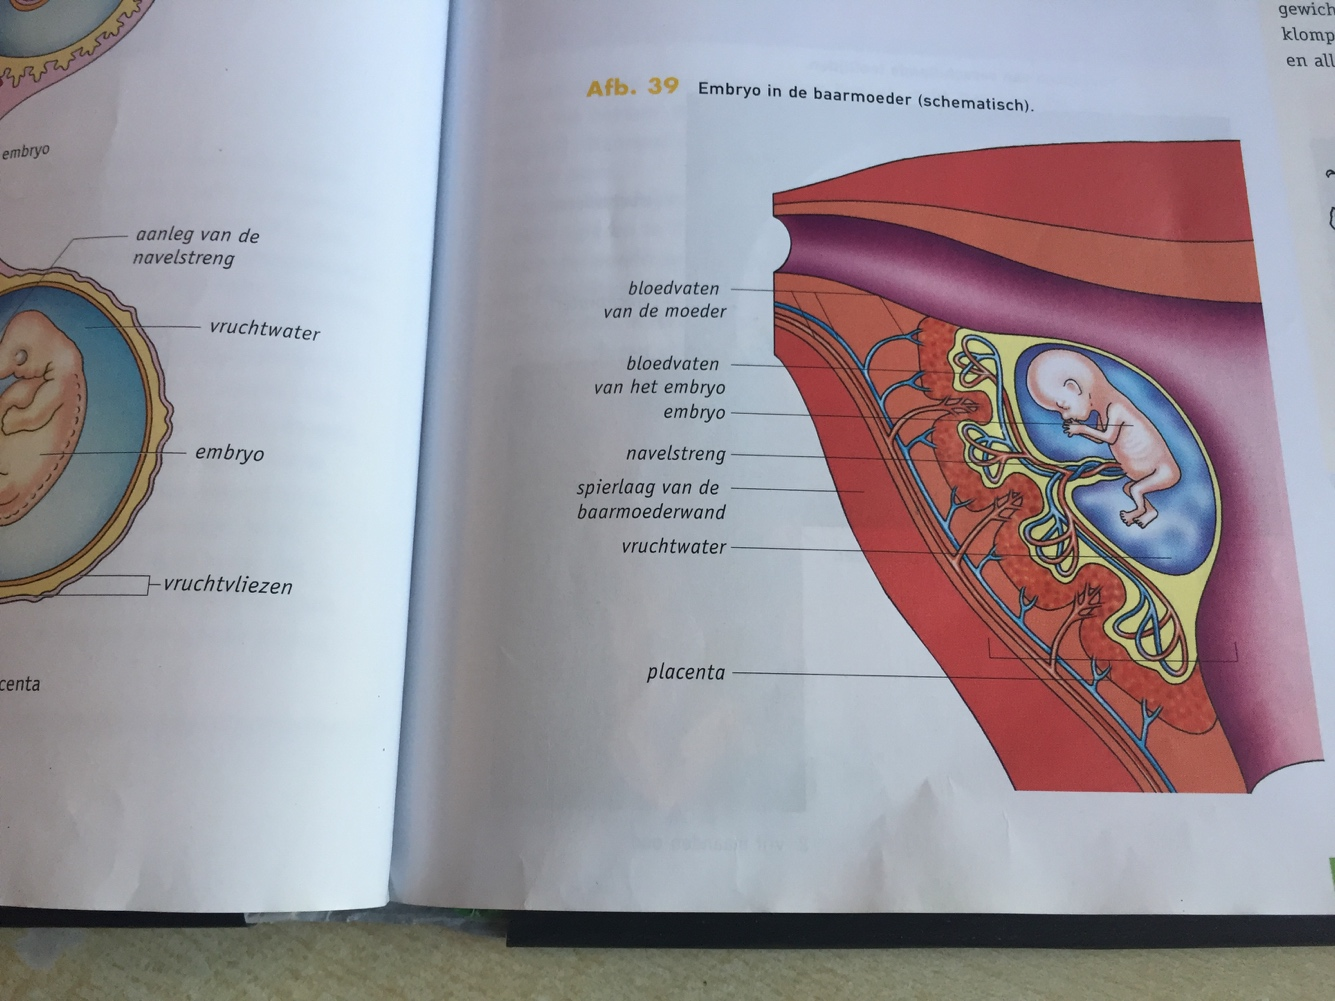 embryo
aanleg van de
navelstreng
vruchtwater
embryo
vruchtvliezen
centa
Afb. 39 Embryo in de baarmoeder (schematisch).
bloedvaten
van de moeder
bloedvaten
van het embryo
embryo
navelstreng
spierlaag van de
baarmoederwand
vruchtwater
placenta
gewich
klomp
en all